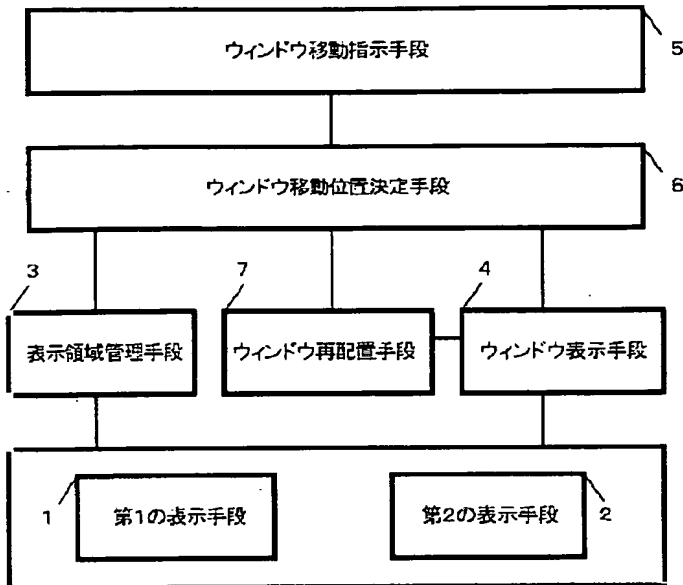 ウィンドウ移動指示手段
5
ウィンドウ移動位置決定手段
6
3
7
4
表示領域管理手段
ウィンドウ再配置手段
ウィンドウ表示手段
1
第1の表示手段
第2の表示手段
2